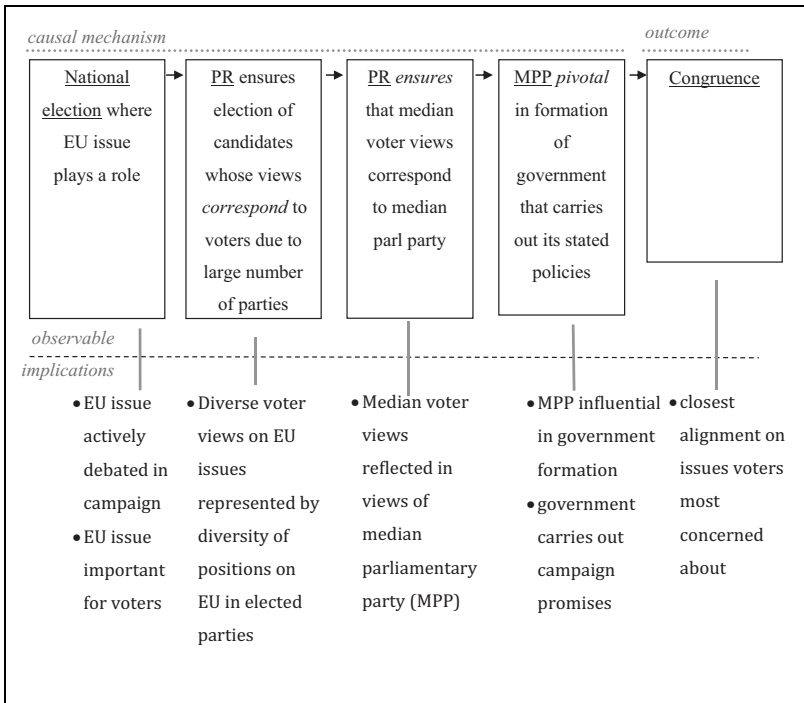 causal mechanism
outcome
National
election where
EU issue
plays a role
PR ensures
election of
candidates
whose views
correspond to
voters due to
large number
of parties
PR ensures
that median
voter views
correspond
to median
parl party
MPP pivotal
in formation
of
government
that carries
out its stated
policies
Congruence
observable
implications
• EU issue
actively
debated in
campaign
• EU issue
important
for voters
• Diverse voter
views on EU
issues
represented by
diversity of
positions on
EU in elected
parties
• Median voter
views
reflected in
views of
median
parliamentary
party (MPP)
• MPP influential
in government
formation
• government
carries out
campaign
promises
• closest
alignment on
issues voters
most
concerned
about